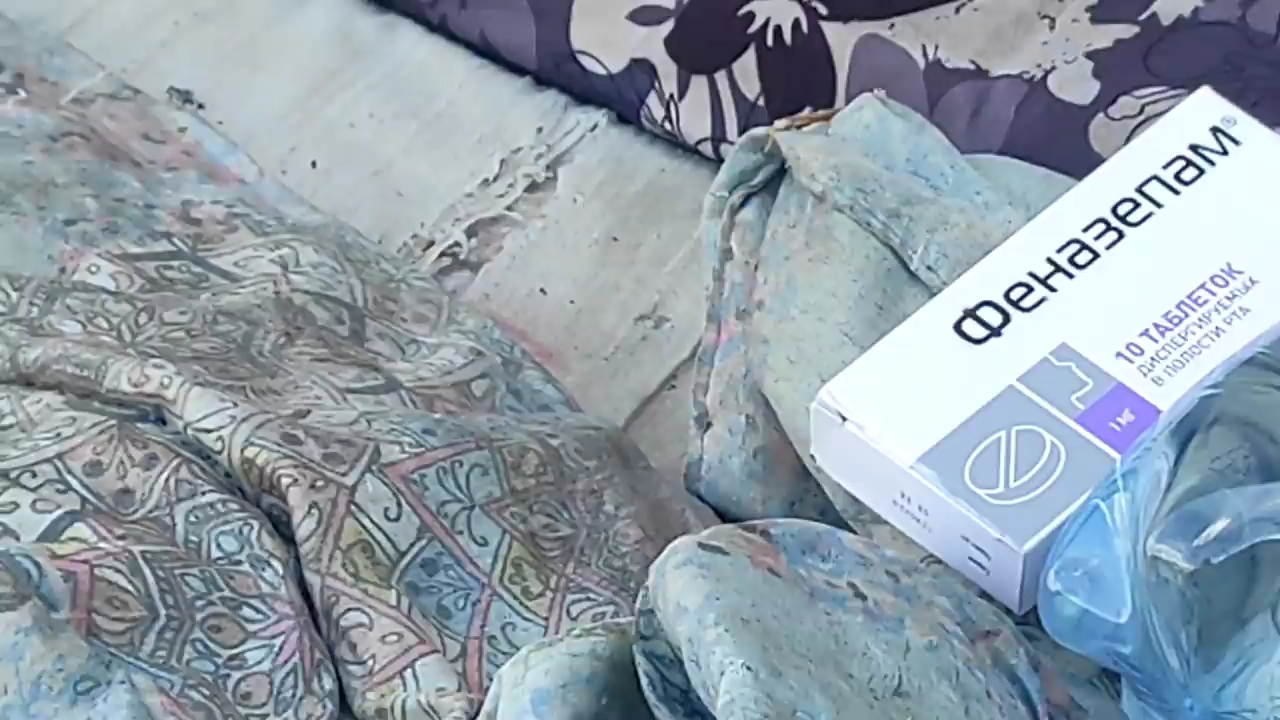 Феназепам®
10 ТАБЛЕТОК
ДИСПЕРГИРУЕМЫХ
В ПОЛОСТИ РТА
1 мг